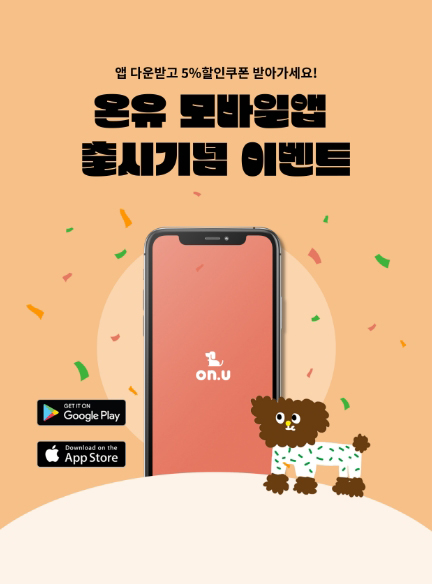 앱 다운받고 5%할인쿠폰 받아가세요!
온유 모바일앱
출시기념 이벤트
on.u
GET IT ON
Google Play
Download on the
App Store